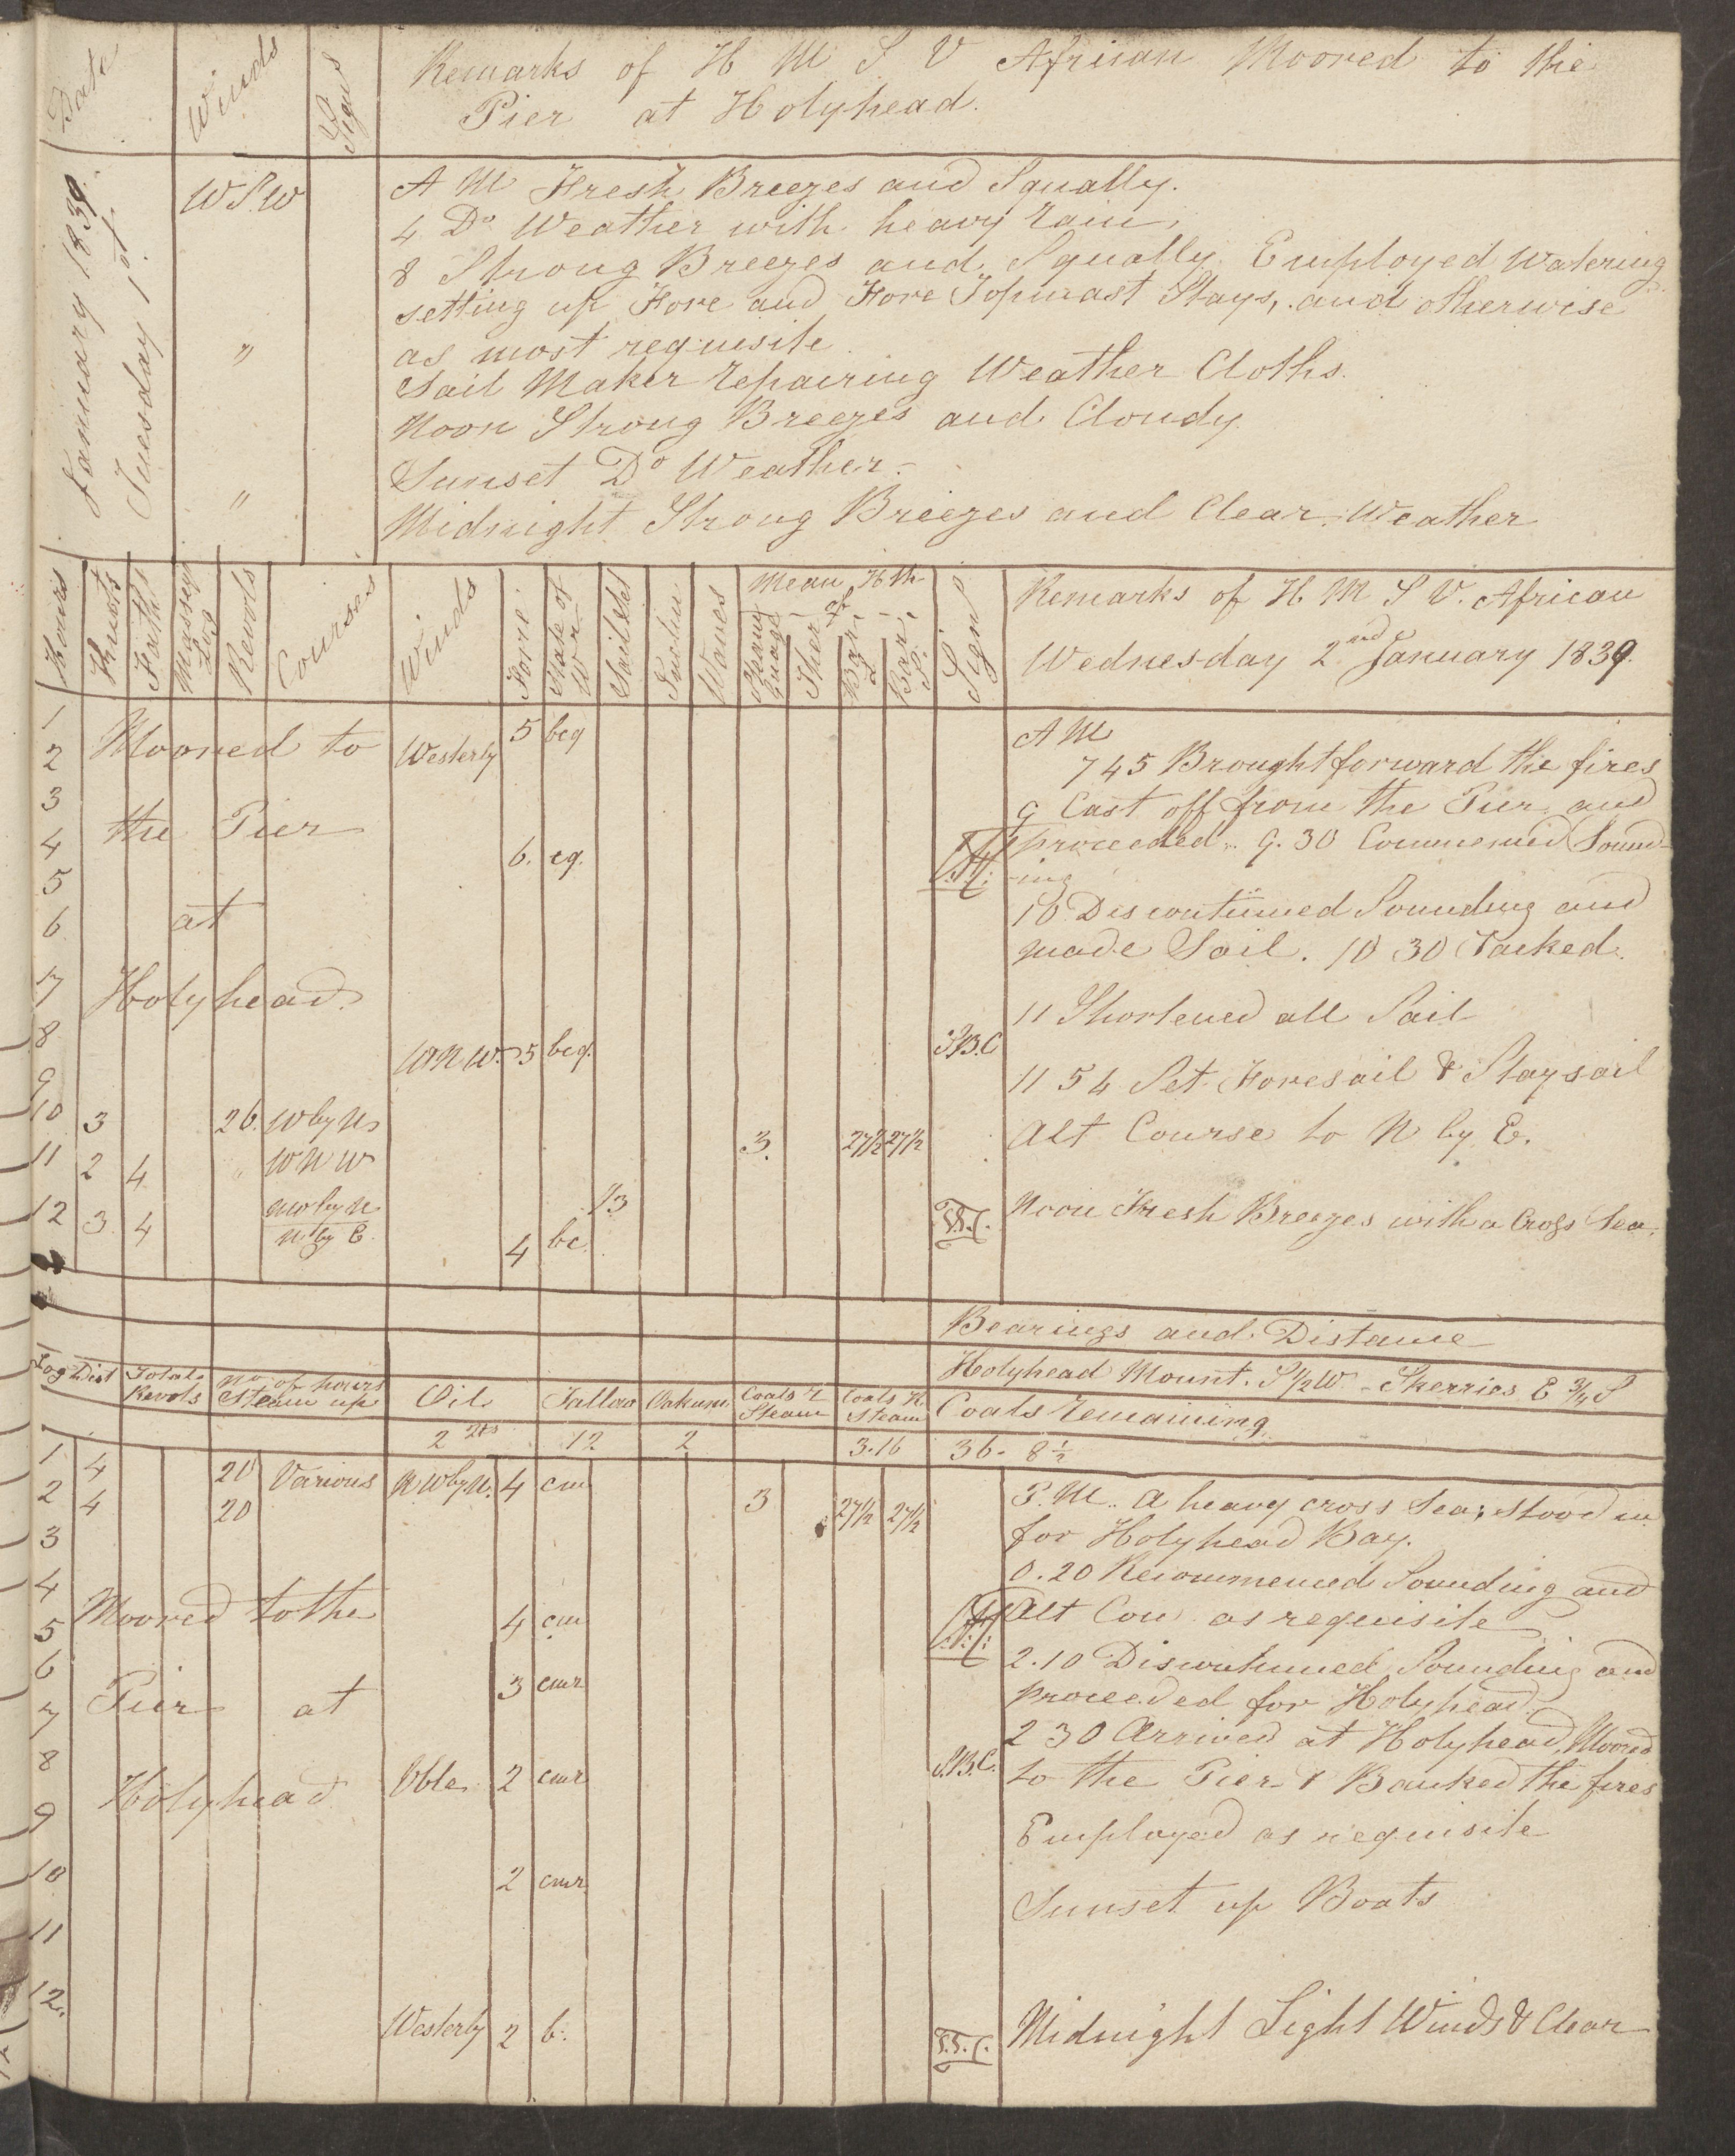 Date Winds Signs Remarks of H M S V African Moored to the
Pier at Holyhead.
January 1839
Tuesday 1st
W S W
"
"
A M Fresh Breezes and Squally.
4 Do Weather with heavy rain,
8 Strong Breezes and Squally, Employed Watering
setting up Fore and Fore Topmast Stays, and otherwise
as most requisite
Sail Maker repairing Weather Cloths.
Noon Strong Breezes and Cloudy
Sunset Do Weather.
Midnight Strong Breezes and Clear Weather
Hours Knots Faths Masseys Log Revols Courses Winds Force State of Wr Sail Set Inclin Vanes Mean Hth of Steam Guage Ther Bar L Bar S Signs
Remarks of H. M S V. African
Wednesday 2nd January 1839.
1
2 Moored to Westerly 5 bcq
3
4 the Pier 6. cq.
5
6 at
7 Holyhead.
8 W N W. 5 bcq. J.B.C
9
10 3 20. W by N 3. 27½ 27½
11 2 4 " W N W
12 3 4 NW by N
N by E 4 bc. /3
A M
7 45 Brought forward the fires
9 Cast off from the Pier and
proceeded. 9.30 Commenced Sound-
-ing
10 Discontinued Sounding and
made Sail. 10 30 Tacked.
11 Shortened all Sail
11 54 Set Foresail & Staysail
Alt Course to N by E.
Noon Fresh Breezes with a Cross Sea.
Bearings and Distance
Holyhead Mount. S ½ W - Skerries E ¾ S
Log Dist Total Revols No of hours Steam up Oil Tallow Oakum Coals Steam Coals Steam Coals remaining
2 12 2 3.16 36. 8½
1 4 20 Various N W by N. 4 cm 3 27½ 27½
2 4 20
3
4 Moored to the 4 cm
5
6 Pier at 3 cmr
7
8 Holyhead Vble 2 cmr J.B.C.
9
10 2 cmr
11
12. Westerly 2 b.
P.M. A heavy cross Sea; stood in
for Holyhead Bay.
0.20 Recommenced Sounding and
Alt Cou as requisite
2.10 Discontinued Sounding and
proceeded for Holyhead.
2 30 Arrived at Holyhead, Moored
to the Pier & Banked the fires
Employed as requisite
Sunset up Boats
Midnight Light Winds & Clear